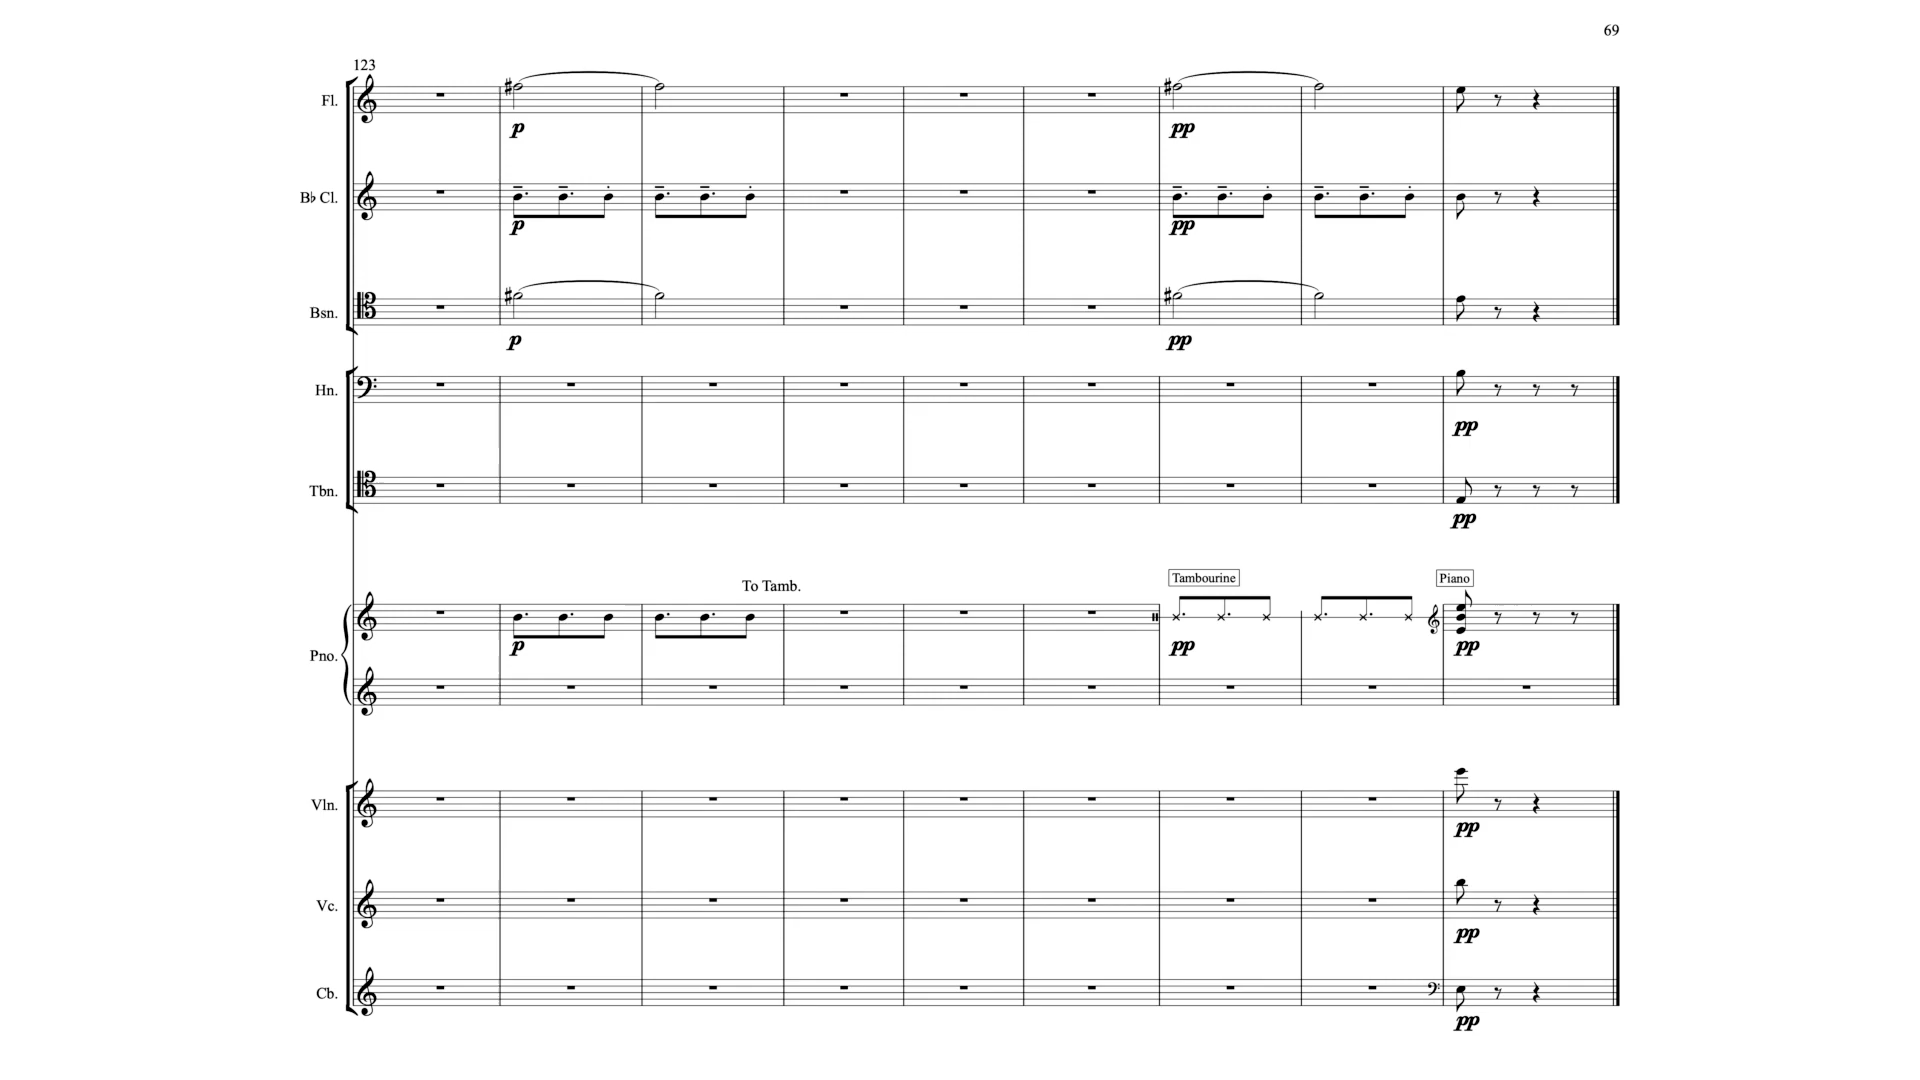 69
123
Fl.
p
pp
B♭ Cl.
p
pp
Bsn.
p
pp
Hn.
pp
Tbn.
pp
To Tamb.
Tambourine
Piano
Pno.
p
pp
pp
Vln.
pp
Vc.
pp
Cb.
pp